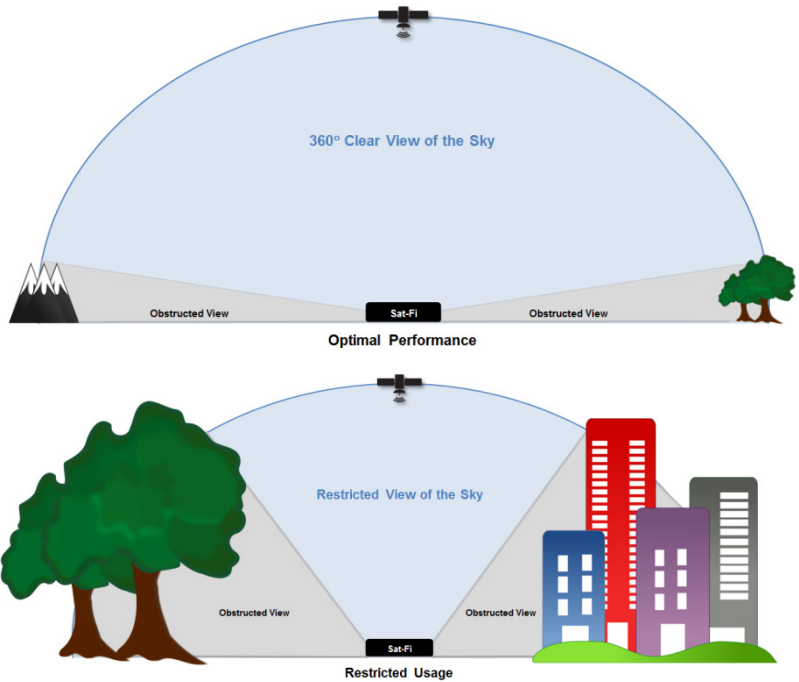 360° Clear View of the Sky
Obstructed View
Sat-Fi
Obstructed View
Optimal Performance
Restricted View of the Sky
Obstructed View
Obstructed View
Sat-Fi
Restricted Usage